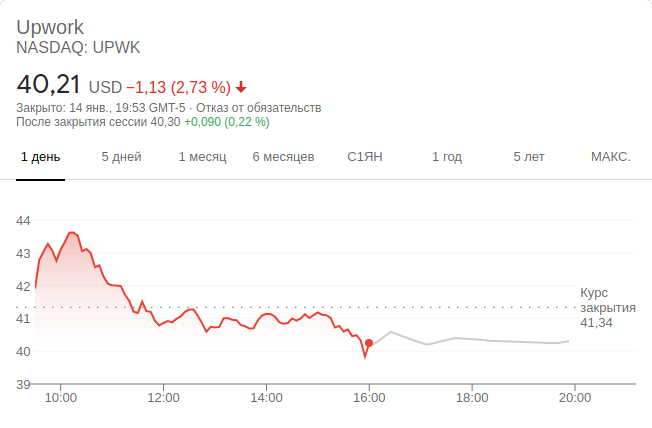 Upwork
NASDAQ: UPWK
40,21 USD −1,13 (2,73 %)
Закрыто: 14 янв., 19:53 GMT-5 · Отказ от обязательств
После закрытия сессии 40,30 +0,090 (0,22 %)
1 день 5 дней 1 месяц 6 месяцев С1ЯН 1 год 5 лет МАКС.
44
43
42
41
40
39
Курс
закрытия
41,34
10:00 12:00 14:00 16:00 18:00 20:00